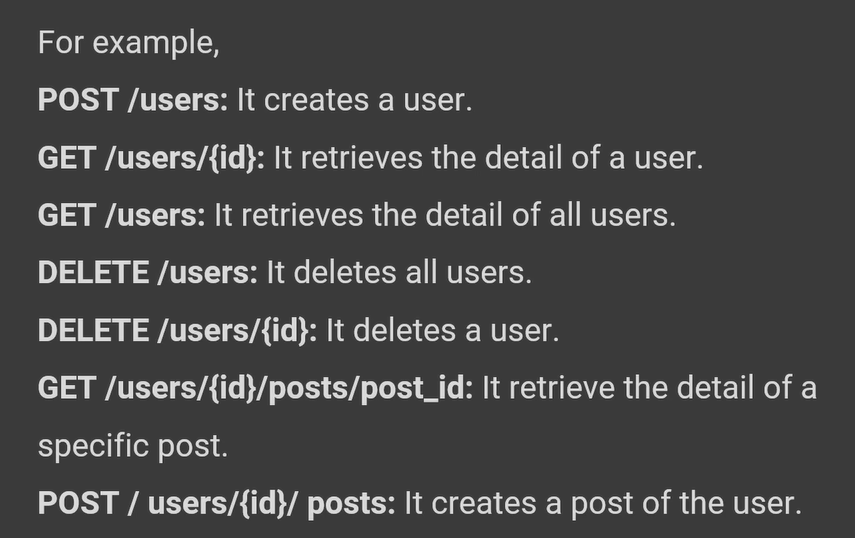 For example,
POST /users: It creates a user.
GET /users/{id}: It retrieves the detail of a user.
GET /users: It retrieves the detail of all users.
DELETE /users: It deletes all users.
DELETE /users/{id}: It deletes a user.
GET /users/{id}/posts/post_id: It retrieve the detail of a
specific post.
POST / users/{id}/ posts: It creates a post of the user.